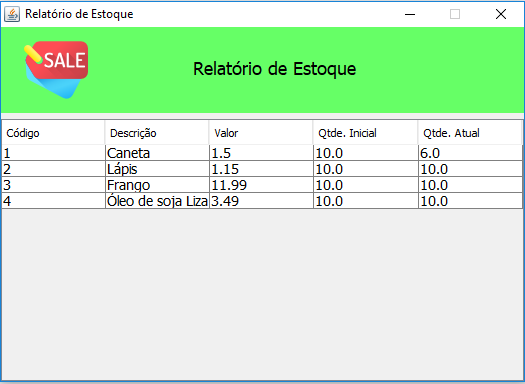 Relatório de Estoque
SALE
Relatório de Estoque
Código Descrição Valor Qtde. Inicial Qtde. Atual
1 Caneta 1.5 10.0 6.0
2 Lápis 1.15 10.0 10.0
3 Frango 11.99 10.0 10.0
4 Óleo de soja Liza 3.49 10.0 10.0